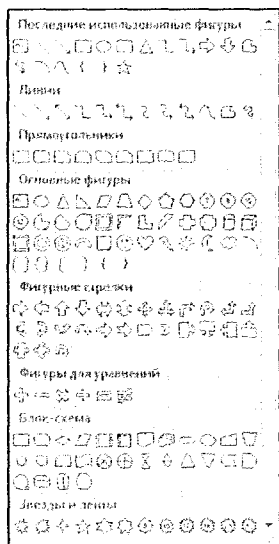 Последние использованные фигуры
Линии
Прямоугольники
Основные фигуры
Фигурные стрелки
Фигуры для уравнений
Блок-схема
Звезды и ленты